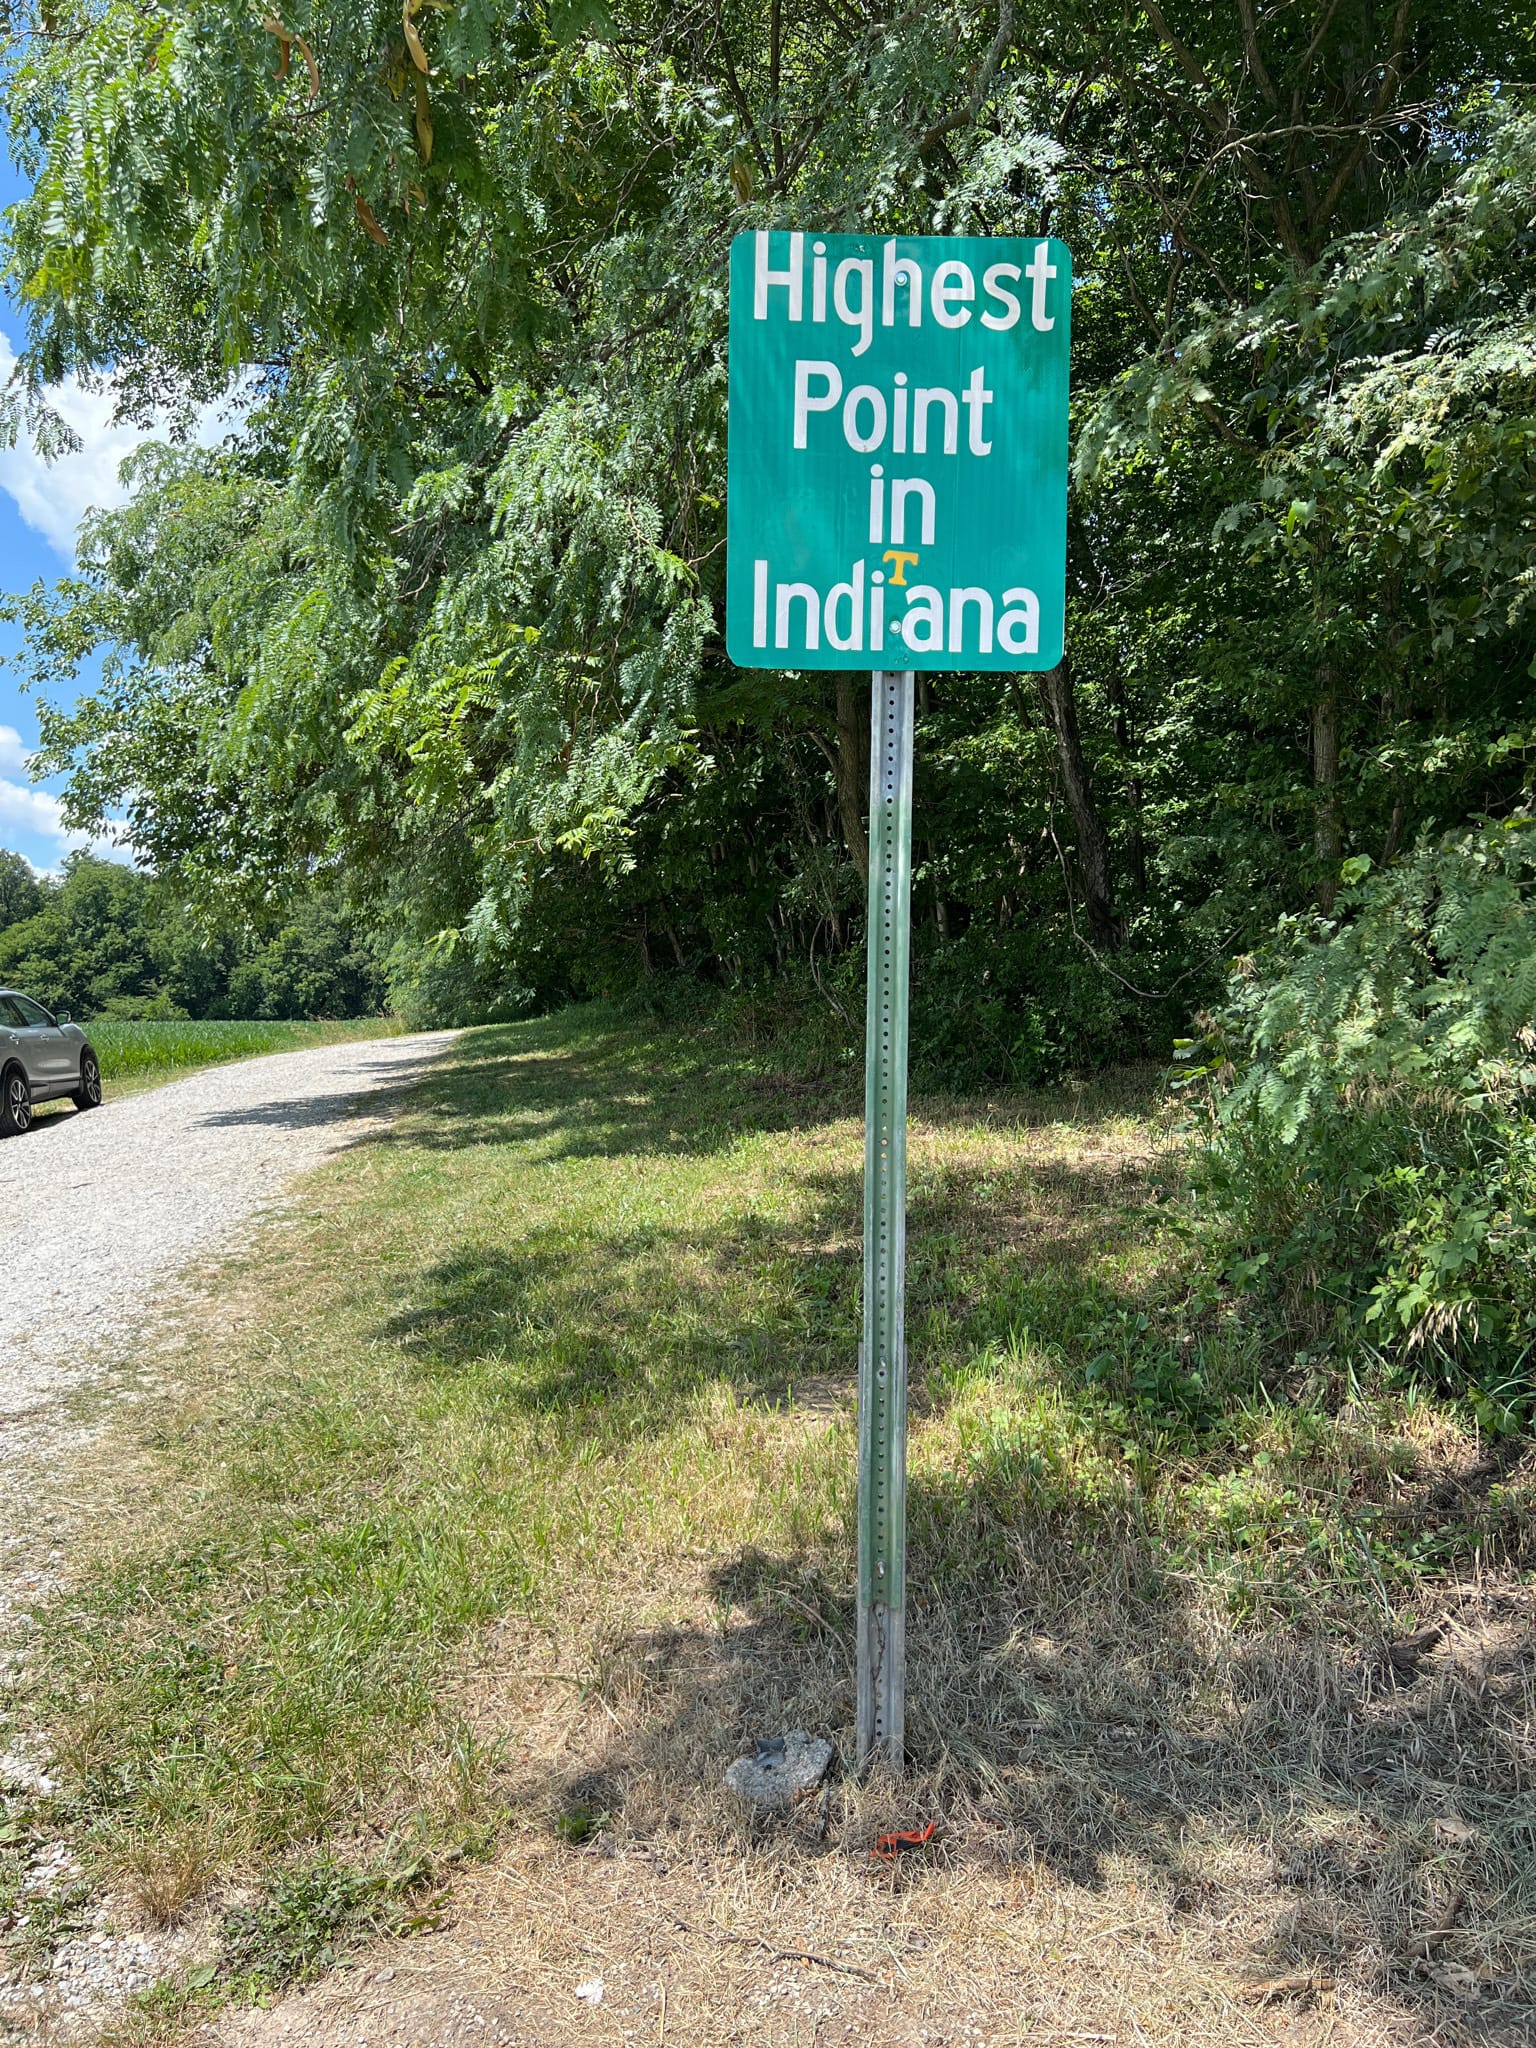 Highest
Point
in
T
Indiana